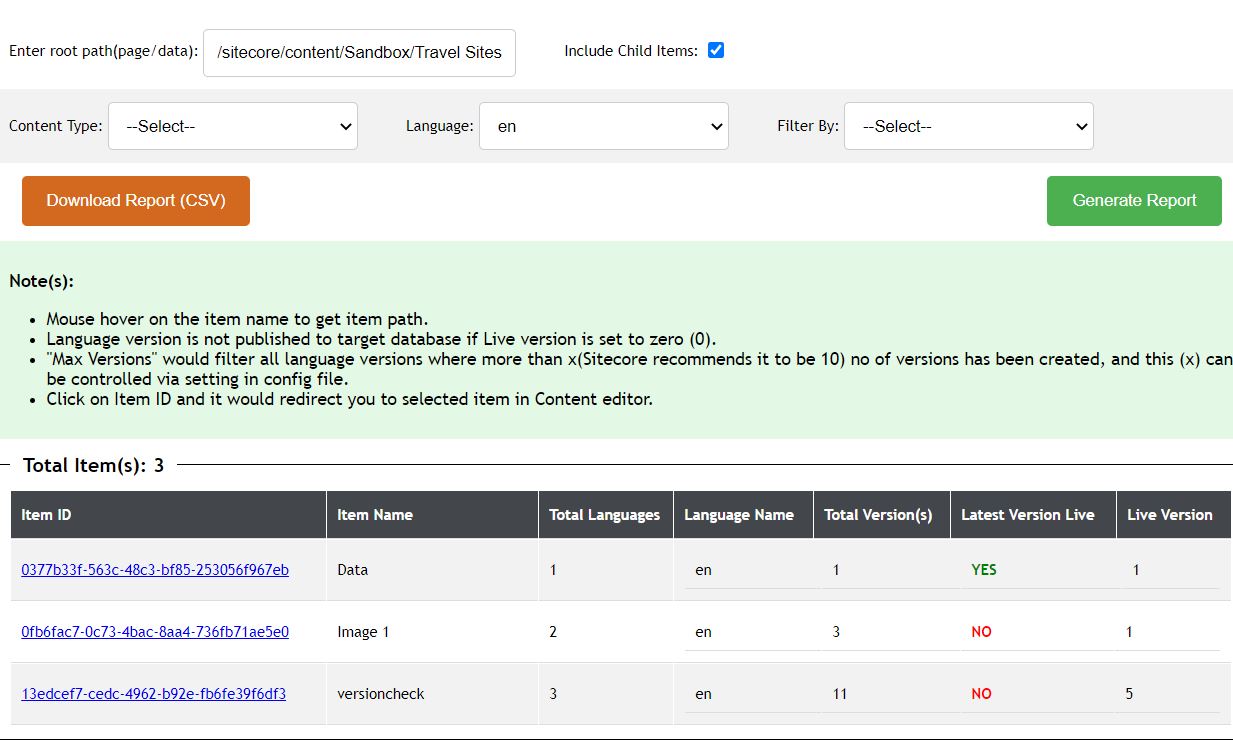 Enter root path(page/data): /sitecore/content/Sandbox/Travel Sites Include Child Items:
Content Type: --Select-- Language: en Filter By: --Select--
Download Report (CSV) Generate Report
Note(s):
• Mouse hover on the item name to get item path.
• Language version is not published to target database if Live version is set to zero (0).
• "Max Versions" would filter all language versions where more than x(Sitecore recommends it to be 10) no of versions has been created, and this (x) can
be controlled via setting in config file.
• Click on Item ID and it would redirect you to selected item in Content editor.
Total Item(s): 3
Item ID Item Name Total Languages Language Name Total Version(s) Latest Version Live Live Version
0377b33f-563c-48c3-bf85-253056f967eb Data 1 en 1 YES 1
0fb6fac7-0c73-4bac-8aa4-736fb71ae5e0 Image 1 2 en 3 NO 1
13edcef7-cedc-4962-b92e-fb6fe39f6df3 versioncheck 3 en 11 NO 5